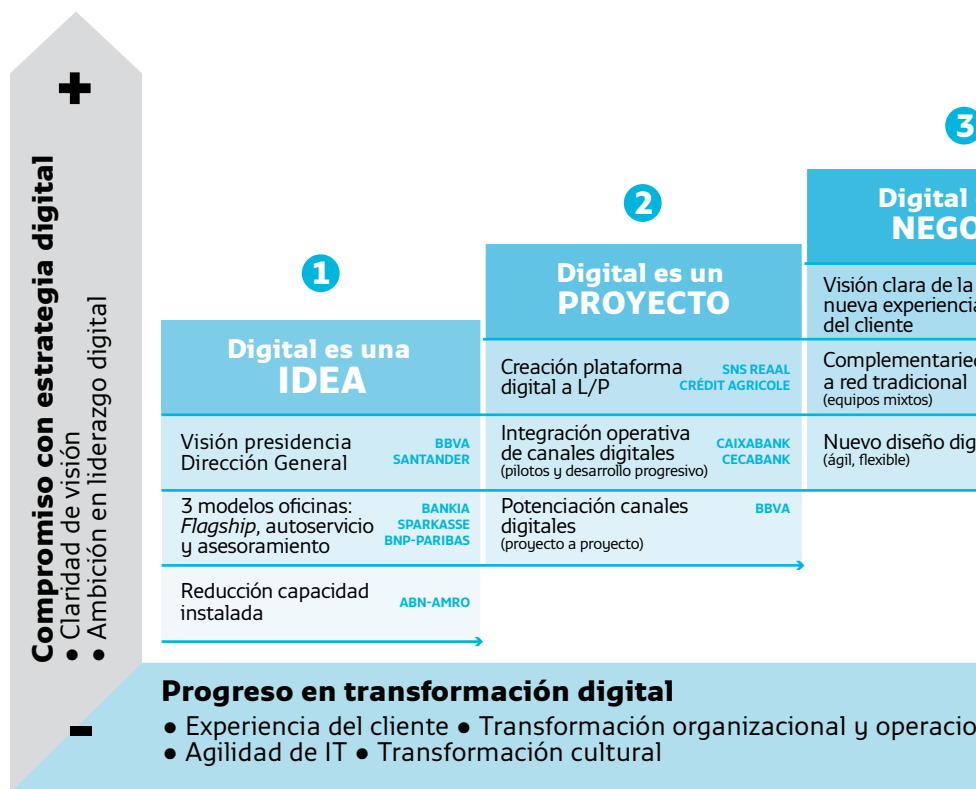 +
Compromiso con estrategia digital
● Claridad de visión
● Ambición en liderazgo digital
-
1
Digital es una
IDEA
Visión presidencia
Dirección General
BBVA
SANTANDER
3 modelos oficinas:
Flagship, autoservicio
y asesoramiento
BANKIA
SPARKASSE
BNP-PARIBAS
Reducción capacidad
instalada
ABN-AMRO
2
Digital es un
PROYECTO
Creación plataforma
digital a L/P
SNS REAAL
CRÉDIT AGRICOLE
Integración operativa
de canales digitales
(pilotos y desarrollo progresivo)
CAIXABANK
CECABANK
Potenciación canales
digitales
(proyecto a proyecto)
BBVA
3
Digital
NEGO
Visión clara de la
nueva experiencia
del cliente
Complementaried
a red tradicional
(equipos mixtos)
Nuevo diseño dig
(ágil, flexible)
Progreso en transformación digital
● Experiencia del cliente ● Transformación organizacional y operacio
● Agilidad de IT ● Transformación cultural